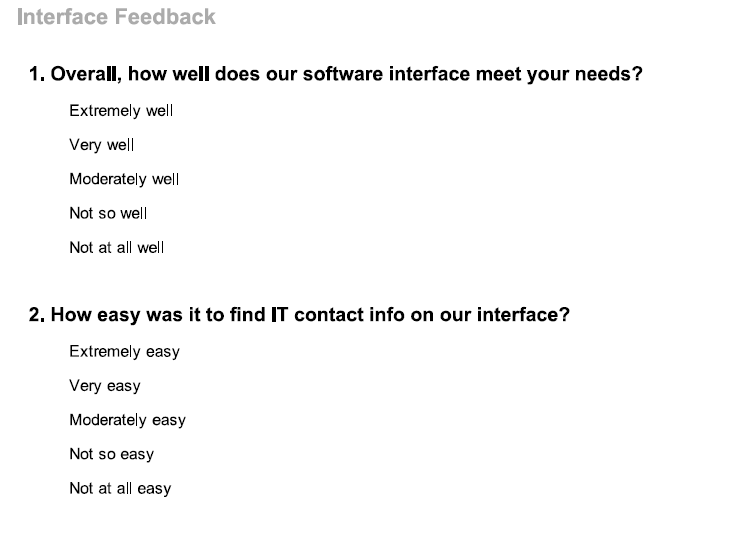 Interface Feedback
1. Overall, how well does our software interface meet your needs?
Extremely well
Very well
Moderately well
Not so well
Not at all well
2. How easy was it to find IT contact info on our interface?
Extremely easy
Very easy
Moderately easy
Not so easy
Not at all easy